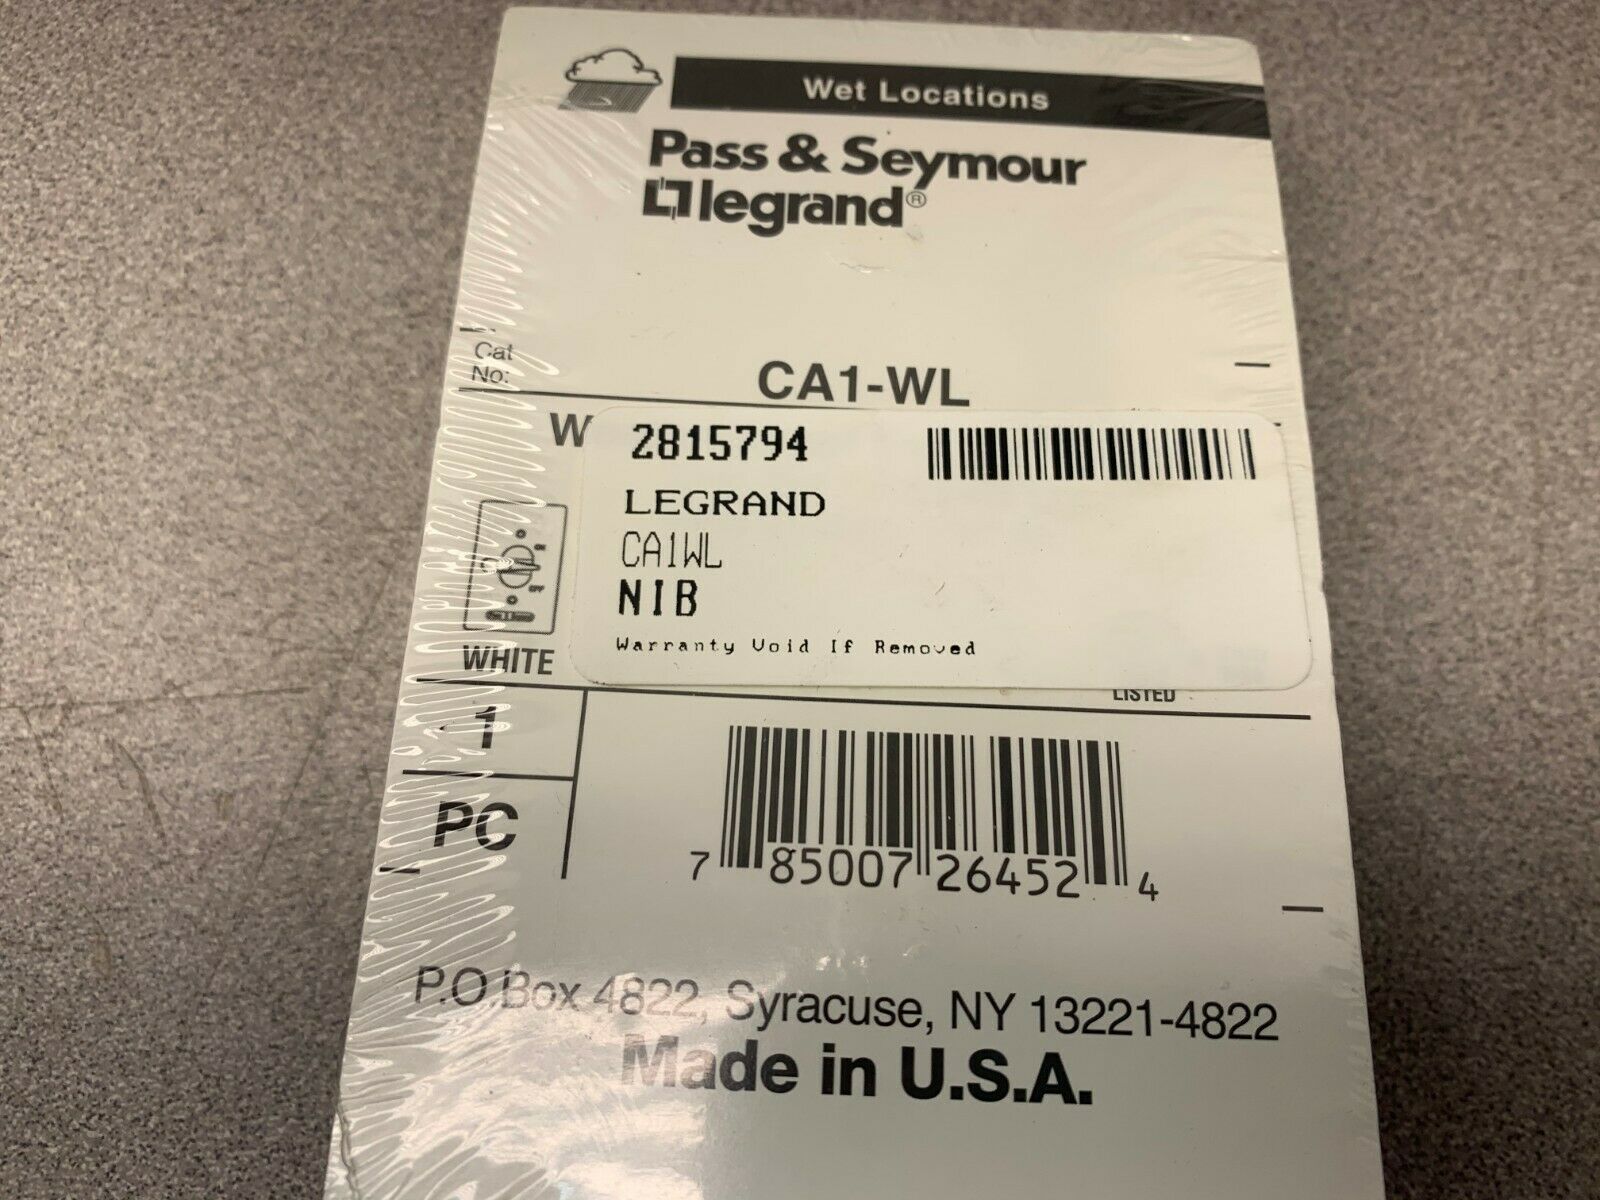 Wet Locations
Pass & Seymour
legrand®
Cat
No:
CA1-WL
W
2815794
LEGRAND
CA1WL
NIB
Warranty Void If Removed
WHITE
LISTED
1
PC
7 85007 26452 4
P.O.Box 4822, Syracuse, NY 13221-4822
Made in U.S.A.